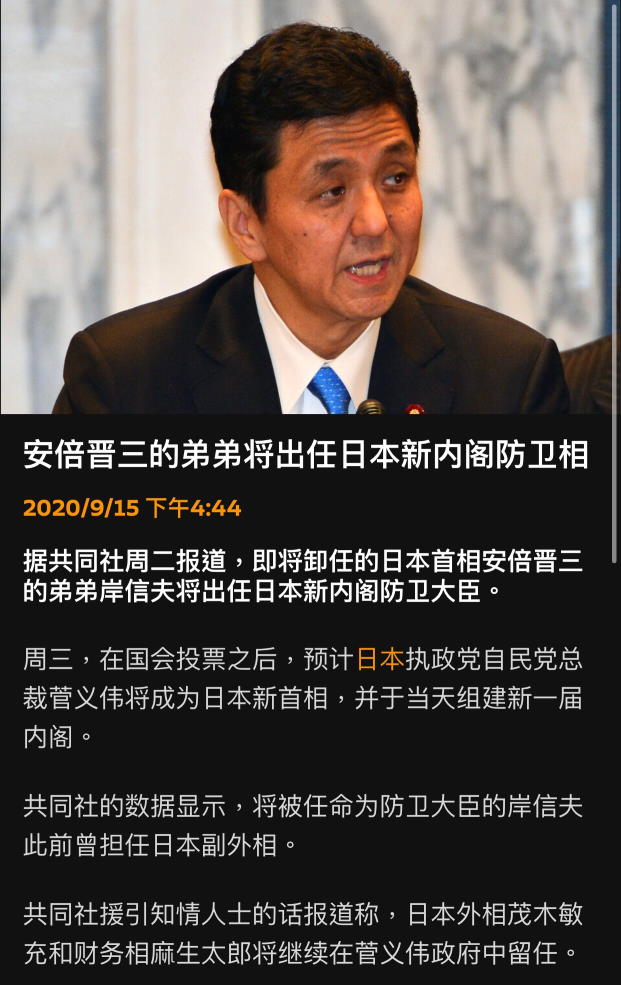 安倍晋三的弟弟将出任日本新内阁防卫相
2020/9/15 下午4:44
据共同社周二报道，即将卸任的日本首相安倍晋三
的弟弟岸信夫将出任日本新内阁防卫大臣。
周三，在国会投票之后，预计日本执政党自民党总
裁菅义伟将成为日本新首相，并于当天组建新一届
内阁。
共同社的数据显示，将被任命为防卫大臣的岸信夫
此前曾担任日本副外相。
共同社援引知情人士的话报道称，日本外相茂木敏
充和财务相麻生太郎将继续在菅义伟政府中留任。